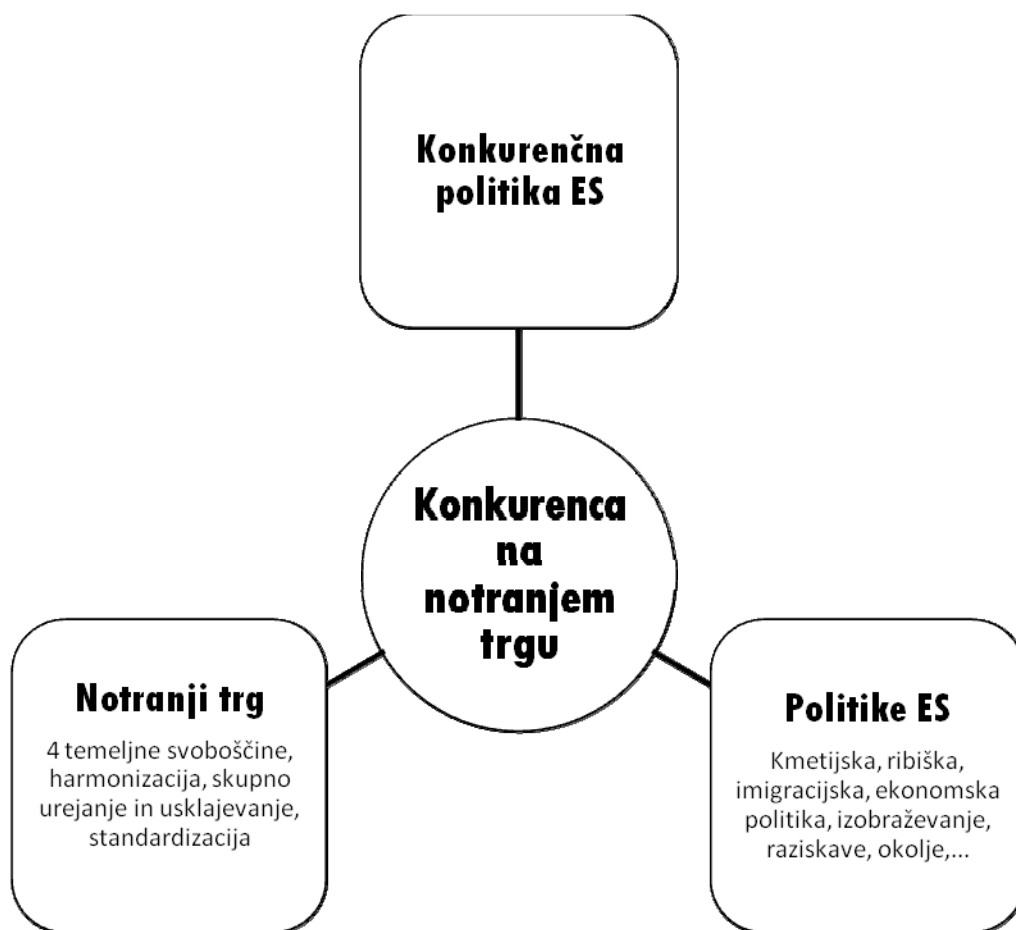 Konkurenčna
politika ES
Konkurenca
na
notranjem
trgu
Notranji trg
4 temeljne svoboščine,
harmonizacija, skupno
urejanje in usklajevanje,
standardizacija
Politike ES
Kmetijska, ribiška,
imigracijska, ekonomska
politika, izobraževanje,
raziskave, okolje,...